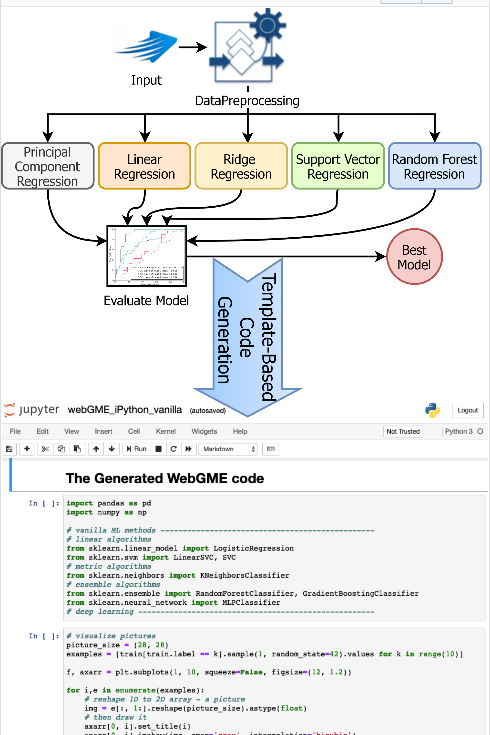 Input
DataPreprocessing
Principal
Component
Regression
Linear
Regression
Ridge
Regression
Support Vector
Regression
Random Forest
Regression
Evaluate Model
Best
Model
Template-Based
Code
Generation
jupyter webGME_iPython_vanilla (autosaved) Logout
File Edit View Insert Cell Kernel Widgets Help Not Trusted Python 3
Run Markdown
The Generated WebGME code
In [ ]: import pandas as pd
import numpy as np
# vanilla ML methods --------------------------------------------------
# linear algorithms
from sklearn.linear_model import LogisticRegression
from sklearn.svm import LinearSVC, SVC
# metric algorithms
from sklearn.neighbors import KNeighborsClassifier
# ensemble algorithms
from sklearn.ensemble import RandomForestClassifier, GradientBoostingClassifier
from sklearn.neural_network import MLPClassifier
# deep learning -------------------------------------------------------
In [ ]: # visualize pictures
picture_size = (28, 28)
examples = [train[train.label == k].sample(1, random_state=42).values for k in range(10)]
f, axarr = plt.subplots(1, 10, squeeze=False, figsize=(12, 1.2))
for i,e in enumerate(examples):
# reshape 1D to 2D array - a picture
img = e[:, 1:].reshape(picture_size).astype(float)
# then draw it
axarr[0, i].set_title(i)